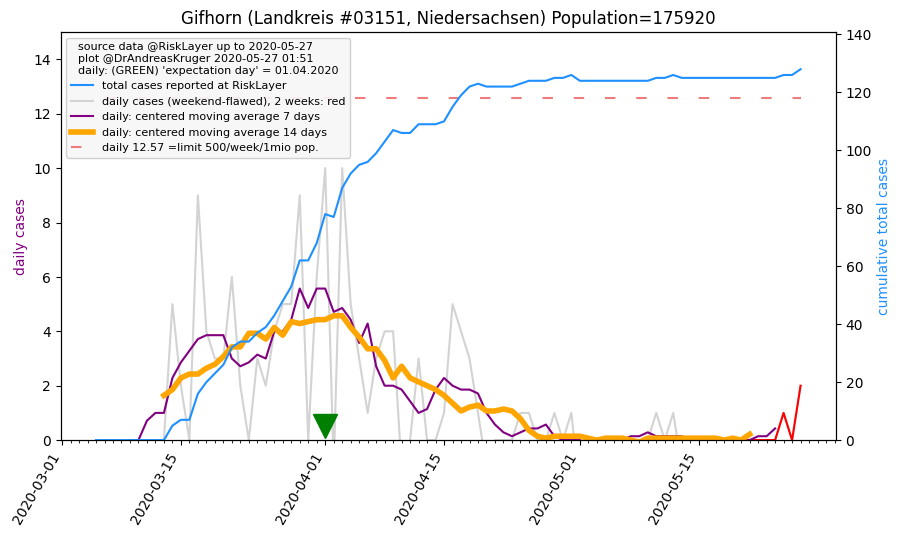 Gifhorn (Landkreis #03151, Niedersachsen) Population=175920
source data @RiskLayer up to 2020-05-27
plot @DrAndreasKruger 2020-05-27 01:51
daily: (GREEN) 'expectation day' = 01.04.2020
total cases reported at RiskLayer
daily cases (weekend-flawed), 2 weeks: red
daily: centered moving average 7 days
daily: centered moving average 14 days
daily 12.57 =limit 500/week/1mio pop.
daily cases
14
12
10
8
6
4
2
0
140
120
100
80
60
40
20
0
cumulative total cases
2020-03-01
2020-03-15
2020-04-01
2020-04-15
2020-05-01
2020-05-15